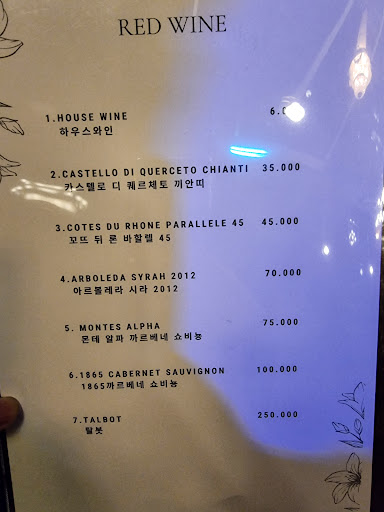 RED WINE
1.HOUSE WINE
하우스와인
2.CASTELLO DI QUERCETO CHIANTI 35.000
카스텔로 디 퀘르체토 끼안띠
3.COTES DU RHONE PARALLELE 45 45.000
꼬뜨 뒤 론 바할렐 45
4.ARBOLEDA SYRAH 2012 70.000
아르볼레라 시라 2012
5. MONTES ALPHA 75.000
몬테 알파 까르베네 쇼비뇽
6.1865 CABERNET SAUVIGNON 100.000
1865까르베네 쇼비뇽
7.TALBOT 250.000
탈봇